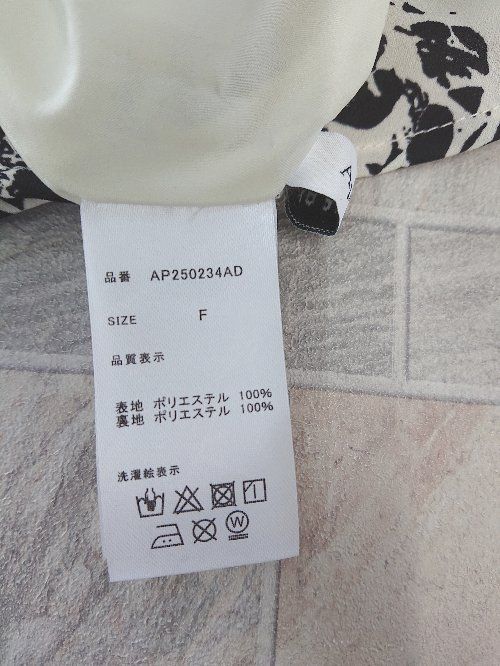 品番 AP250234AD
SIZE F
品質表示
表地 ポリエステル 100%
裏地 ポリエステル 100%
洗濯絵表示
W